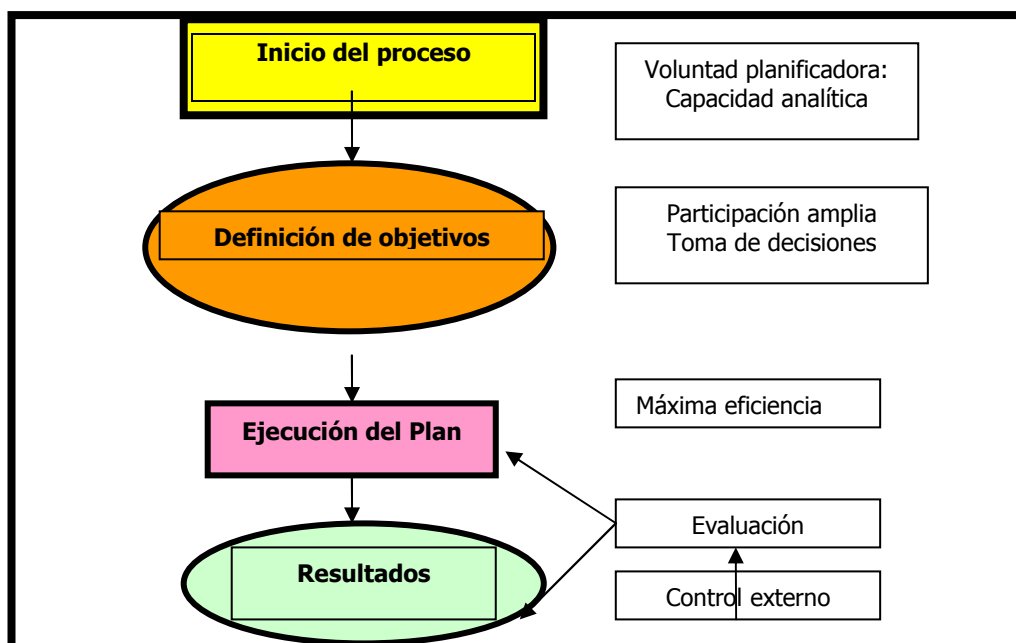 Inicio del proceso
Voluntad planificadora:
Capacidad analítica
Definición de objetivos
Participación amplia
Toma de decisiones
Ejecución del Plan
Máxima eficiencia
Evaluación
Resultados
Control externo